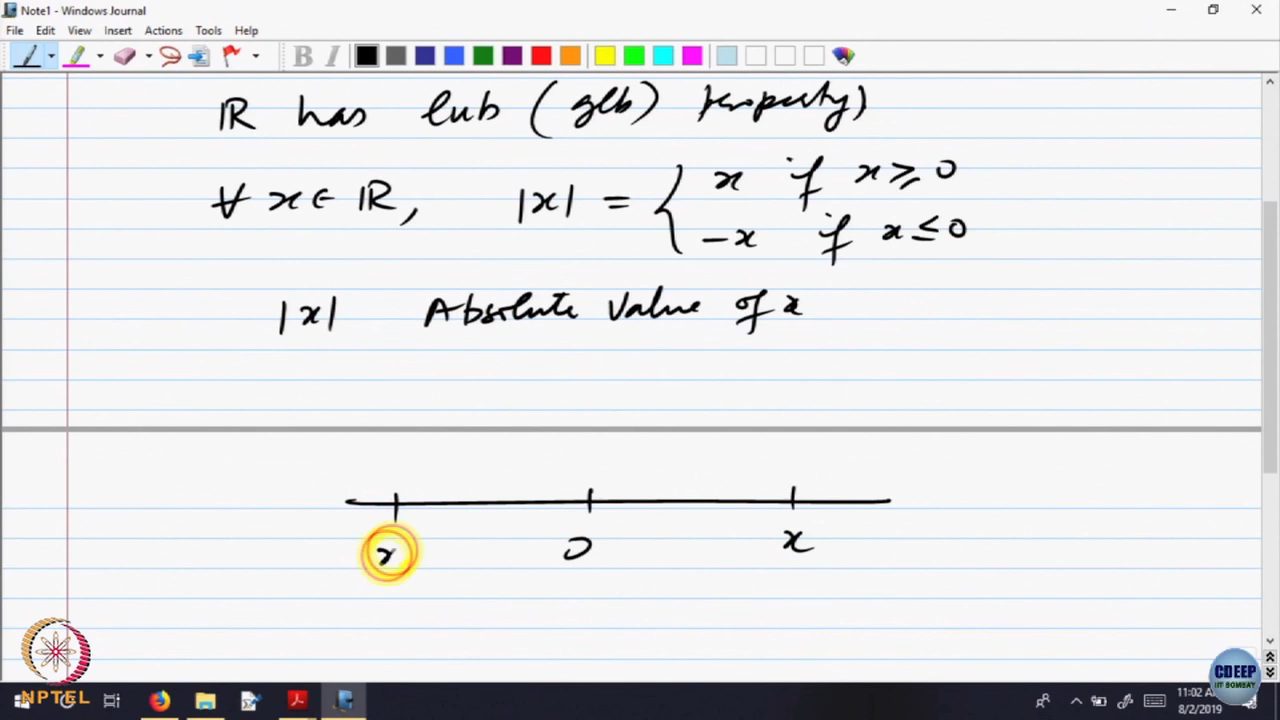 Note1 - Windows Journal
File Edit View Insert Actions Tools Help
B I
ℝ has lub (glb) property)
∀ x ∈ ℝ, |x| = { x if x ≥ 0
-x if x ≤ 0
|x| Absolute Value of x
x 0 x
NPTEL
CDEEP
IIT BOMBAY
11:02 A
8/2/2019